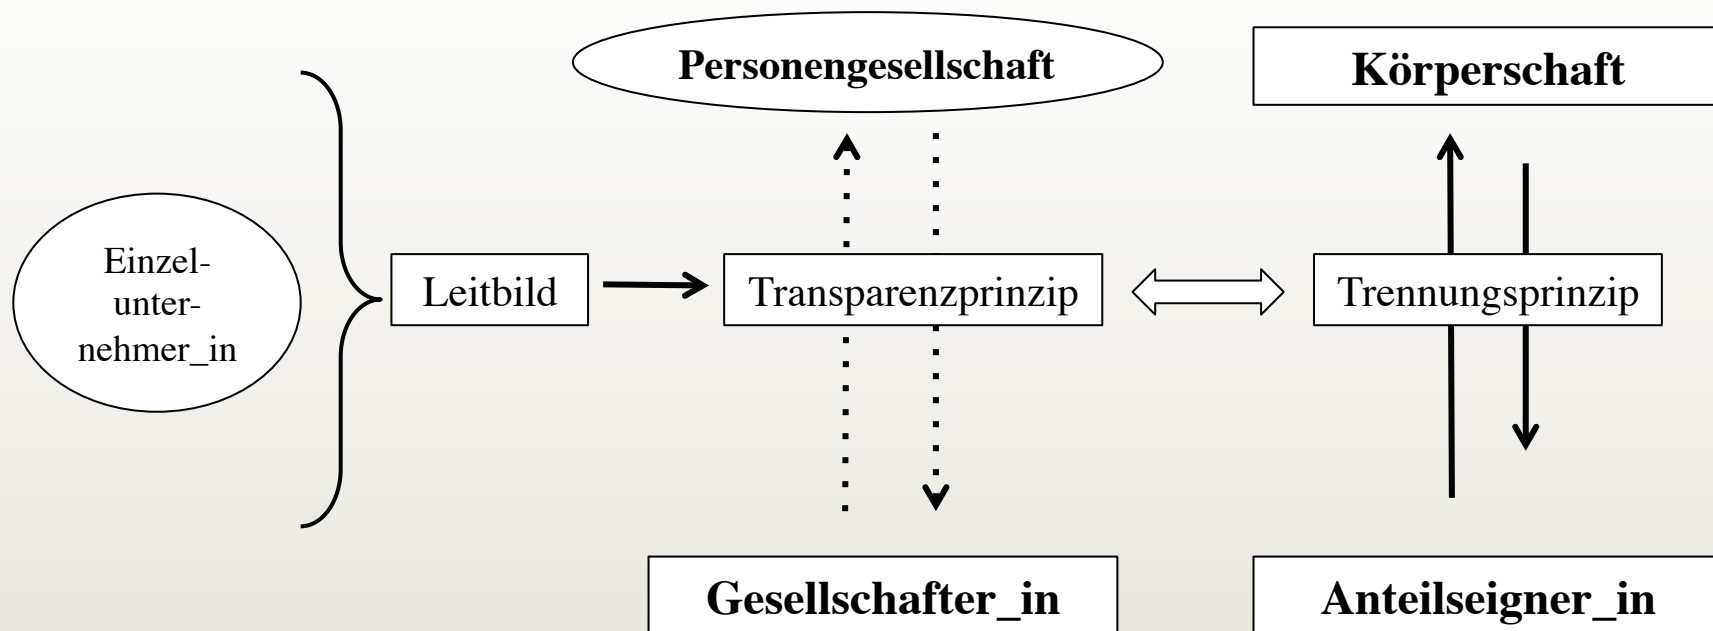 Personengesellschaft
Körperschaft
Einzel-
unter-
nehmer_in
Leitbild
Transparenzprinzip
Trennungsprinzip
Gesellschafter_in
Anteilseigner_in